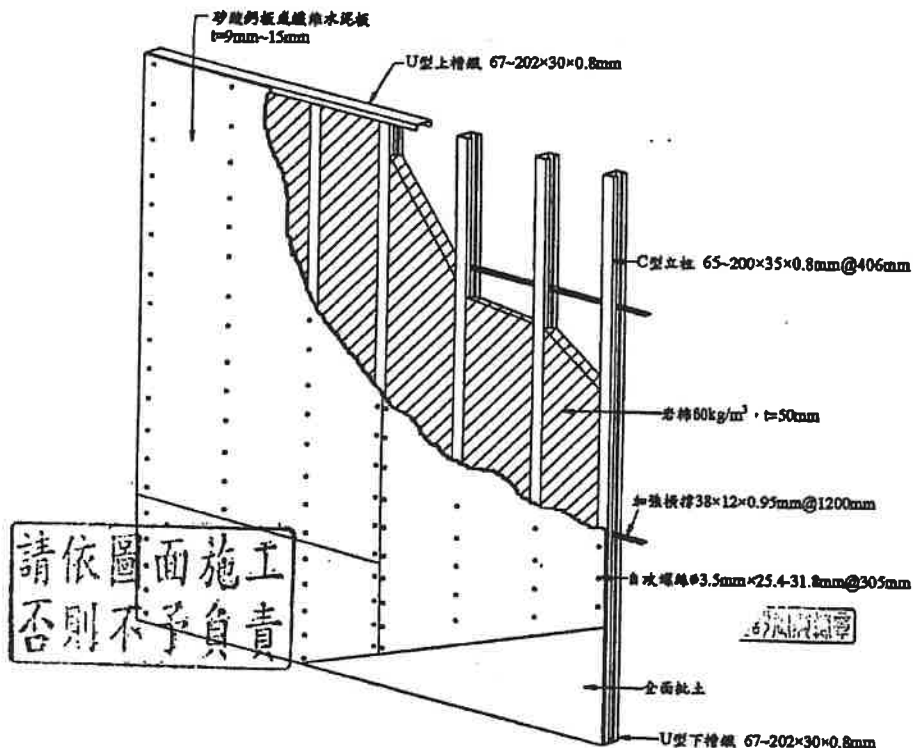 矽酸鈣板或纖維水泥板
t=9mm~15mm
U型上槽鐵 67~202×30×0.8mm
C型立柱 65~200×35×0.8mm@406mm
岩棉60kg/m³，t=50mm
加強橫撐38×12×0.95mm@1200mm
自攻螺絲φ3.5mm×25.4-31.8mm@305mm
全面批土
U型下槽鐵 67~202×30×0.8mm
請依圖面施工
否則不予負責